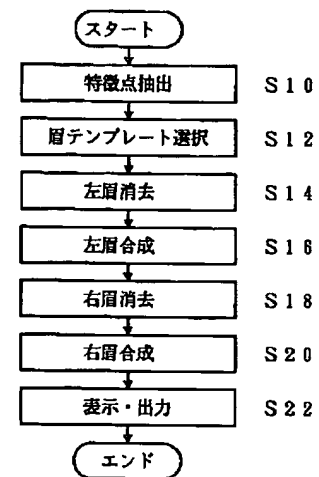 スタート
特徴点抽出 S10
眉テンプレート選択 S12
左眉消去 S14
左眉合成 S16
右眉消去 S18
右眉合成 S20
表示・出力 S22
エンド